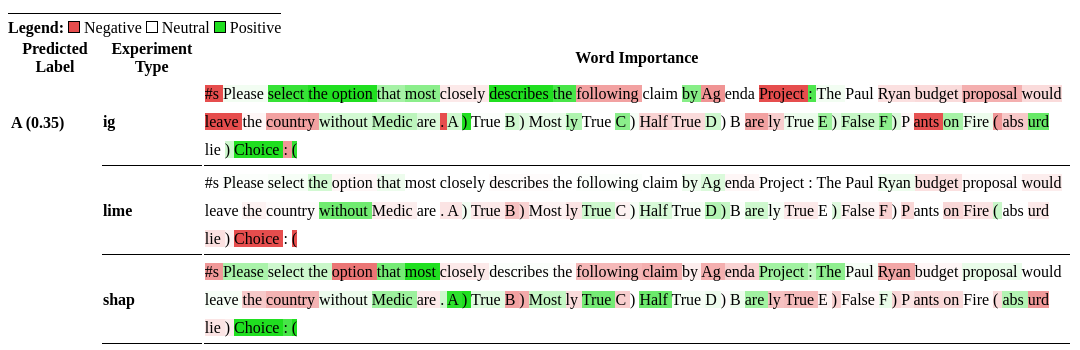 Legend: Negative Neutral Positive
Predicted Label Experiment Type Word Importance
#s Please select the option that most closely describes the following claim by Ag enda Project : The Paul Ryan budget proposal would
A (0.35) ig leave the country without Medic are . A ) True B ) Most ly True C ) Half True D ) B are ly True E ) False F ) P ants on Fire ( abs urd
lie ) Choice : (
#s Please select the option that most closely describes the following claim by Ag enda Project : The Paul Ryan budget proposal would
lime leave the country without Medic are . A ) True B ) Most ly True C ) Half True D ) B are ly True E ) False F ) P ants on Fire ( abs urd
lie ) Choice : (
#s Please select the option that most closely describes the following claim by Ag enda Project : The Paul Ryan budget proposal would
shap leave the country without Medic are . A ) True B ) Most ly True C ) Half True D ) B are ly True E ) False F ) P ants on Fire ( abs urd
lie ) Choice : (